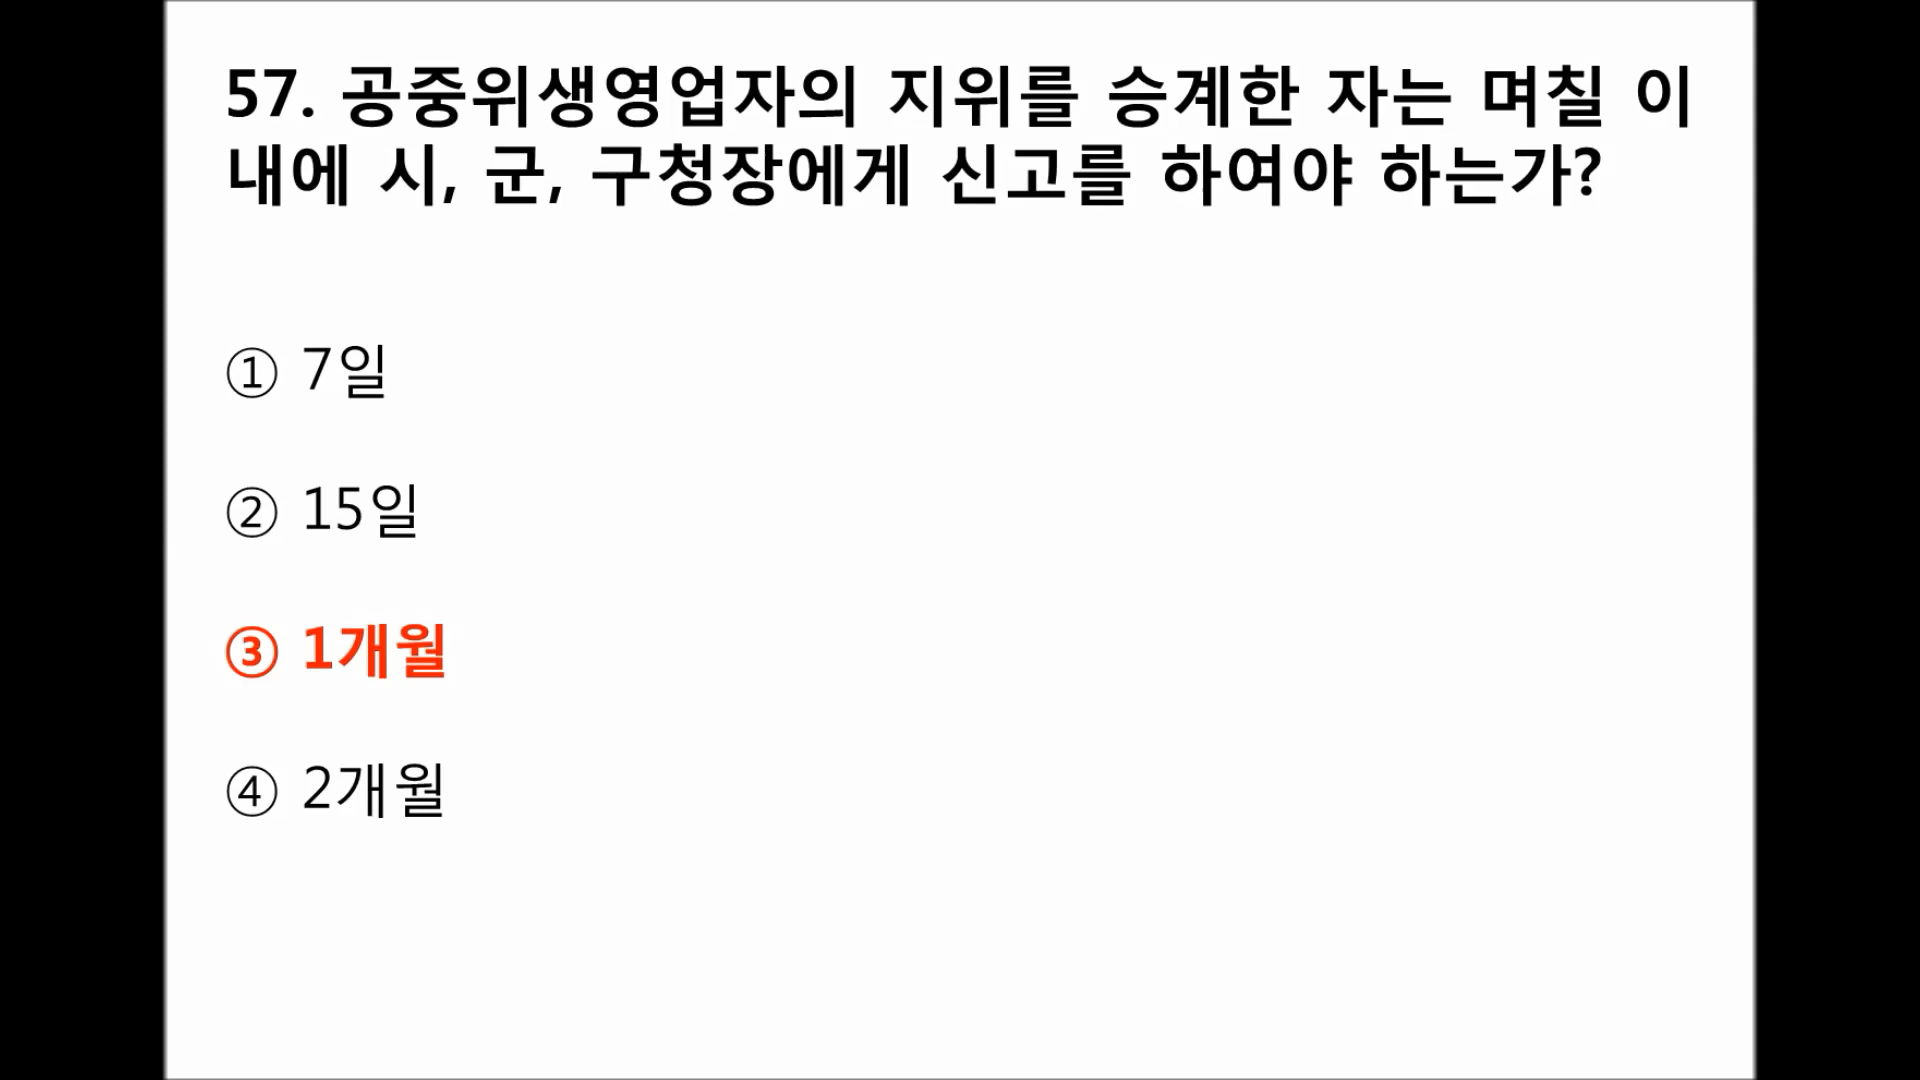 57. 공중위생영업자의 지위를 승계한 자는 며칠 이
내에 시, 군, 구청장에게 신고를 하여야 하는가?
① 7일
② 15일
③ 1개월
④ 2개월